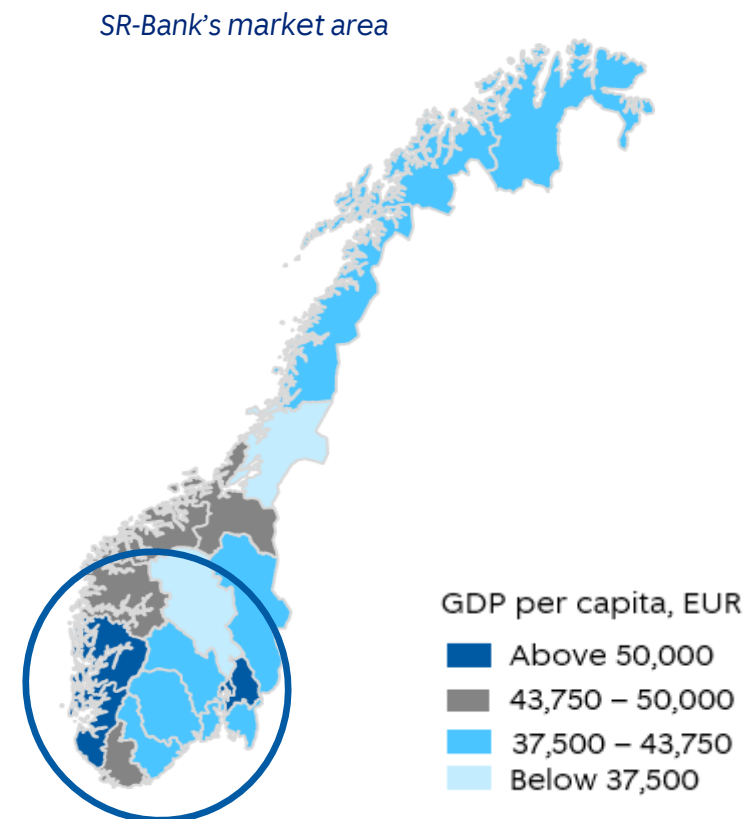 SR-Bank's market area
GDP per capita, EUR
Above 50,000
43,750 – 50,000
37,500 – 43,750
Below 37,500